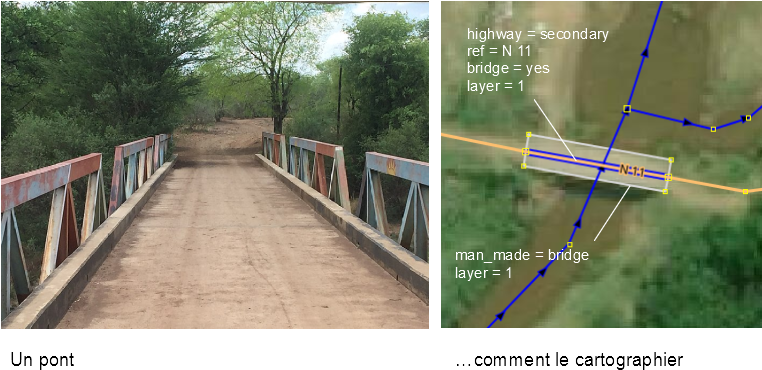 highway = secondary
ref = N 11
bridge = yes
layer = 1
N 11
man_made = bridge
layer = 1
Un pont
…comment le cartographier